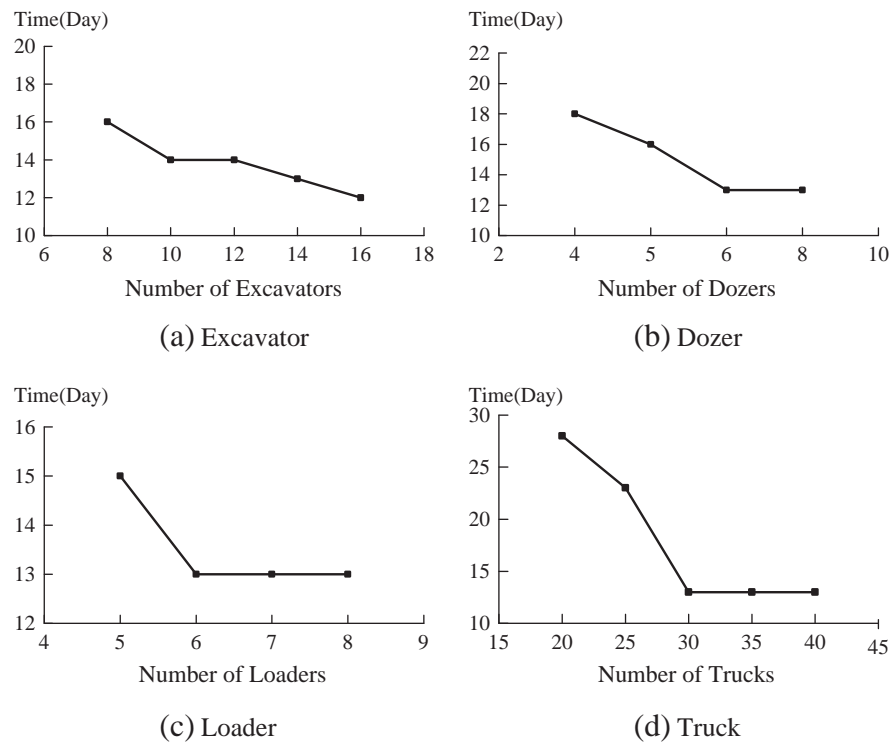 Time(Day)
20
18
16
14
12
10
6 8 10 12 14 16 18
Number of Excavators
(a) Excavator
Time(Day)
22
20
18
16
14
13
12
10
2 4 5 6 8 10
Number of Dozers
(b) Dozer
Time(Day)
16
15
14
13
12
4 5 6 7 8 9
Number of Loaders
(c) Loader
Time(Day)
30
25
20
15
10
15 20 25 30 35 40 45
Number of Trucks
(d) Truck